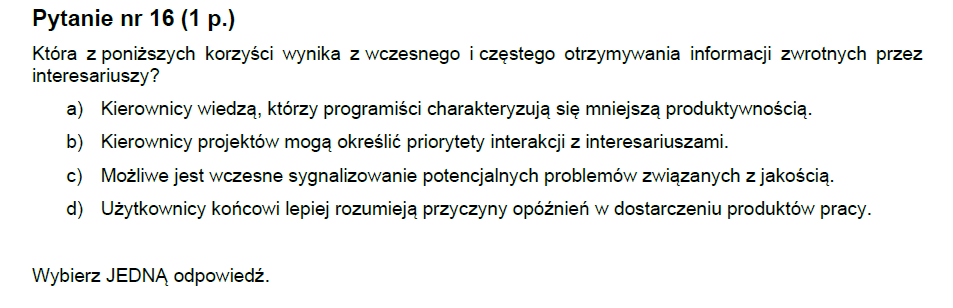 Pytanie nr 16 (1 p.)
Która z poniższych korzyści wynika z wczesnego i częstego otrzymywania informacji zwrotnych przez
interesariuszy?
a) Kierownicy wiedzą, którzy programiści charakteryzują się mniejszą produktywnością.
b) Kierownicy projektów mogą określić priorytety interakcji z interesariuszami.
c) Możliwe jest wczesne sygnalizowanie potencjalnych problemów związanych z jakością.
d) Użytkownicy końcowi lepiej rozumieją przyczyny opóźnień w dostarczeniu produktów pracy.
Wybierz JEDNĄ odpowiedź.